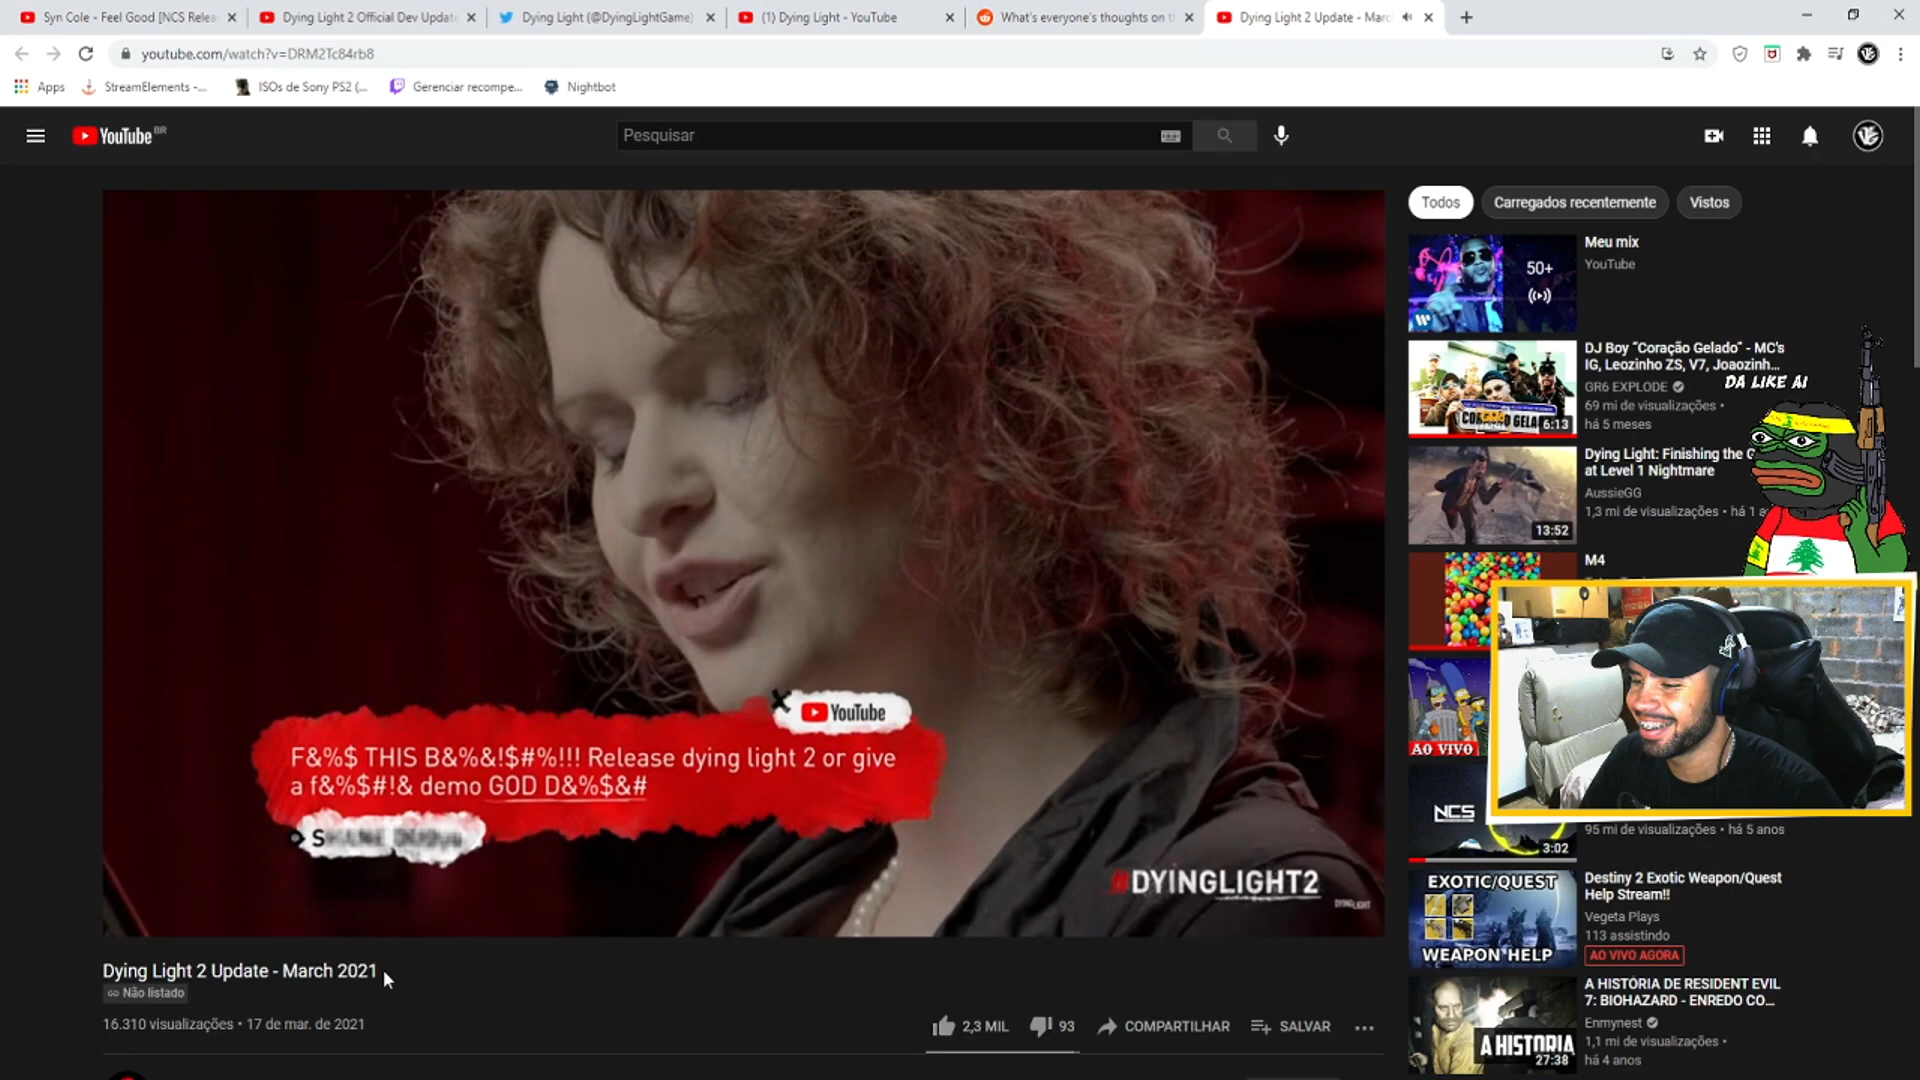 Syn Cole - Feel Good [NCS Relea
Dying Light 2 Official Dev Update
Dying Light (@DyingLightGame)
(1) Dying Light - YouTube
What's everyone's thoughts on t
Dying Light 2 Update - Marc
youtube.com/watch?v=DRM2Tc84rb8
Apps
StreamElements -...
ISOs de Sony PS2 (...
Gerenciar recompe...
Nightbot
YouTube BR
Pesquisar
Todos
Carregados recentemente
Vistos
Meu mix
YouTube
50+
DJ Boy “Coração Gelado” - MC's
IG, Leozinho ZS, V7, Joaozinh...
GR6 EXPLODE
69 mi de visualizações •
há 5 meses
6:13
DA LIKE AI
Dying Light: Finishing the G
at Level 1 Nightmare
AussieGG
1,3 mi de visualizações • há 1 a
13:52
M4
AO VIVO
NCS
3:02
95 mi de visualizações • há 5 anos
EXOTIC/QUEST
WEAPON HELP
Destiny 2 Exotic Weapon/Quest
Help Stream!!
Vegeta Plays
113 assistindo
AO VIVO AGORA
A HISTORIA
27:38
A HISTÓRIA DE RESIDENT EVIL
7: BIOHAZARD - ENREDO CO...
Enmynest
1,1 mi de visualizações •
há 4 anos
YouTube
F&%$ THIS B&%&!$#%!!! Release dying light 2 or give
a f&%$#!& demo GOD D&%$&#
#DYINGLIGHT2
DYING LIGHT
Dying Light 2 Update - March 2021
Não listado
16.310 visualizações • 17 de mar. de 2021
2,3 MIL
93
COMPARTILHAR
SALVAR